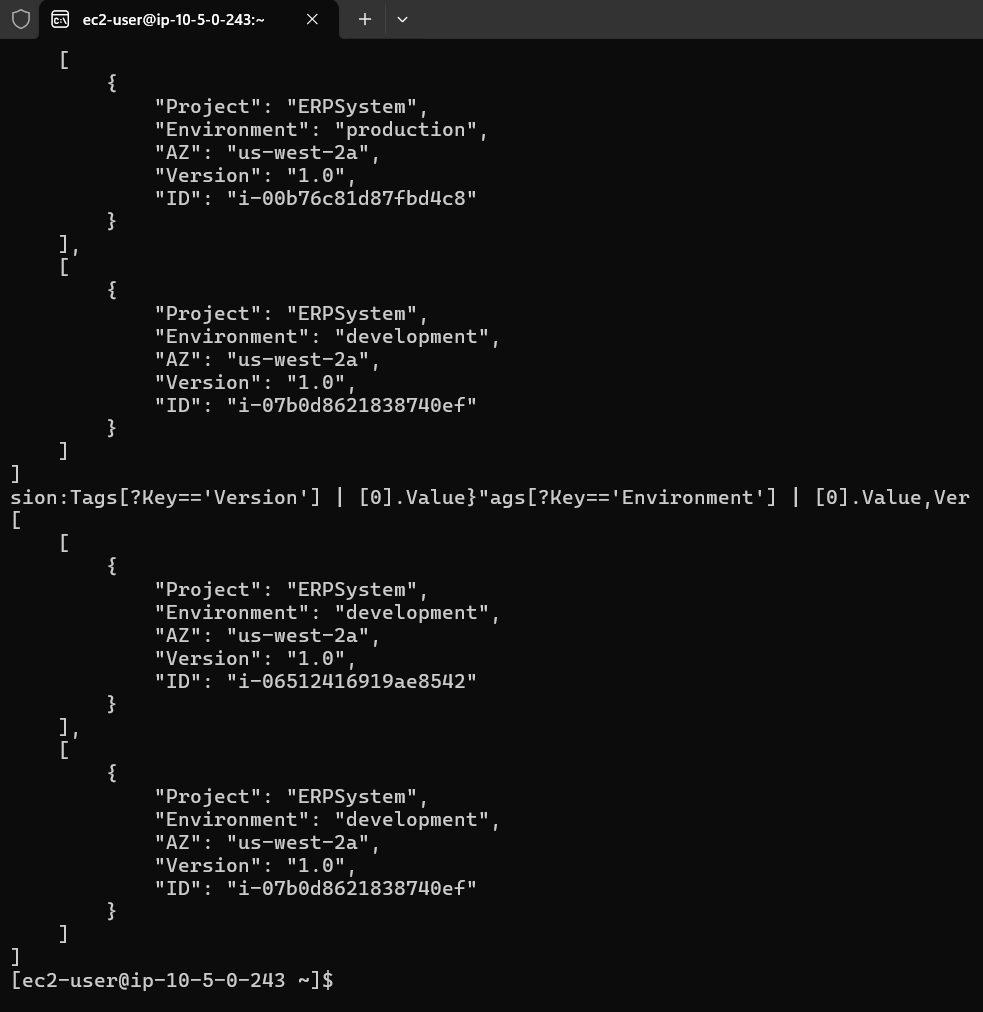 ec2-user@ip-10-5-0-243:~
[
{
"Project": "ERPSystem",
"Environment": "production",
"AZ": "us-west-2a",
"Version": "1.0",
"ID": "i-00b76c81d87fbd4c8"
}
],
[
{
"Project": "ERPSystem",
"Environment": "development",
"AZ": "us-west-2a",
"Version": "1.0",
"ID": "i-07b0d8621838740ef"
}
]
]
sion:Tags[?Key=='Version'] | [0].Value}"ags[?Key=='Environment'] | [0].Value,Ver
[
[
{
"Project": "ERPSystem",
"Environment": "development",
"AZ": "us-west-2a",
"Version": "1.0",
"ID": "i-06512416919ae8542"
}
],
[
{
"Project": "ERPSystem",
"Environment": "development",
"AZ": "us-west-2a",
"Version": "1.0",
"ID": "i-07b0d8621838740ef"
}
]
]
[ec2-user@ip-10-5-0-243 ~]$